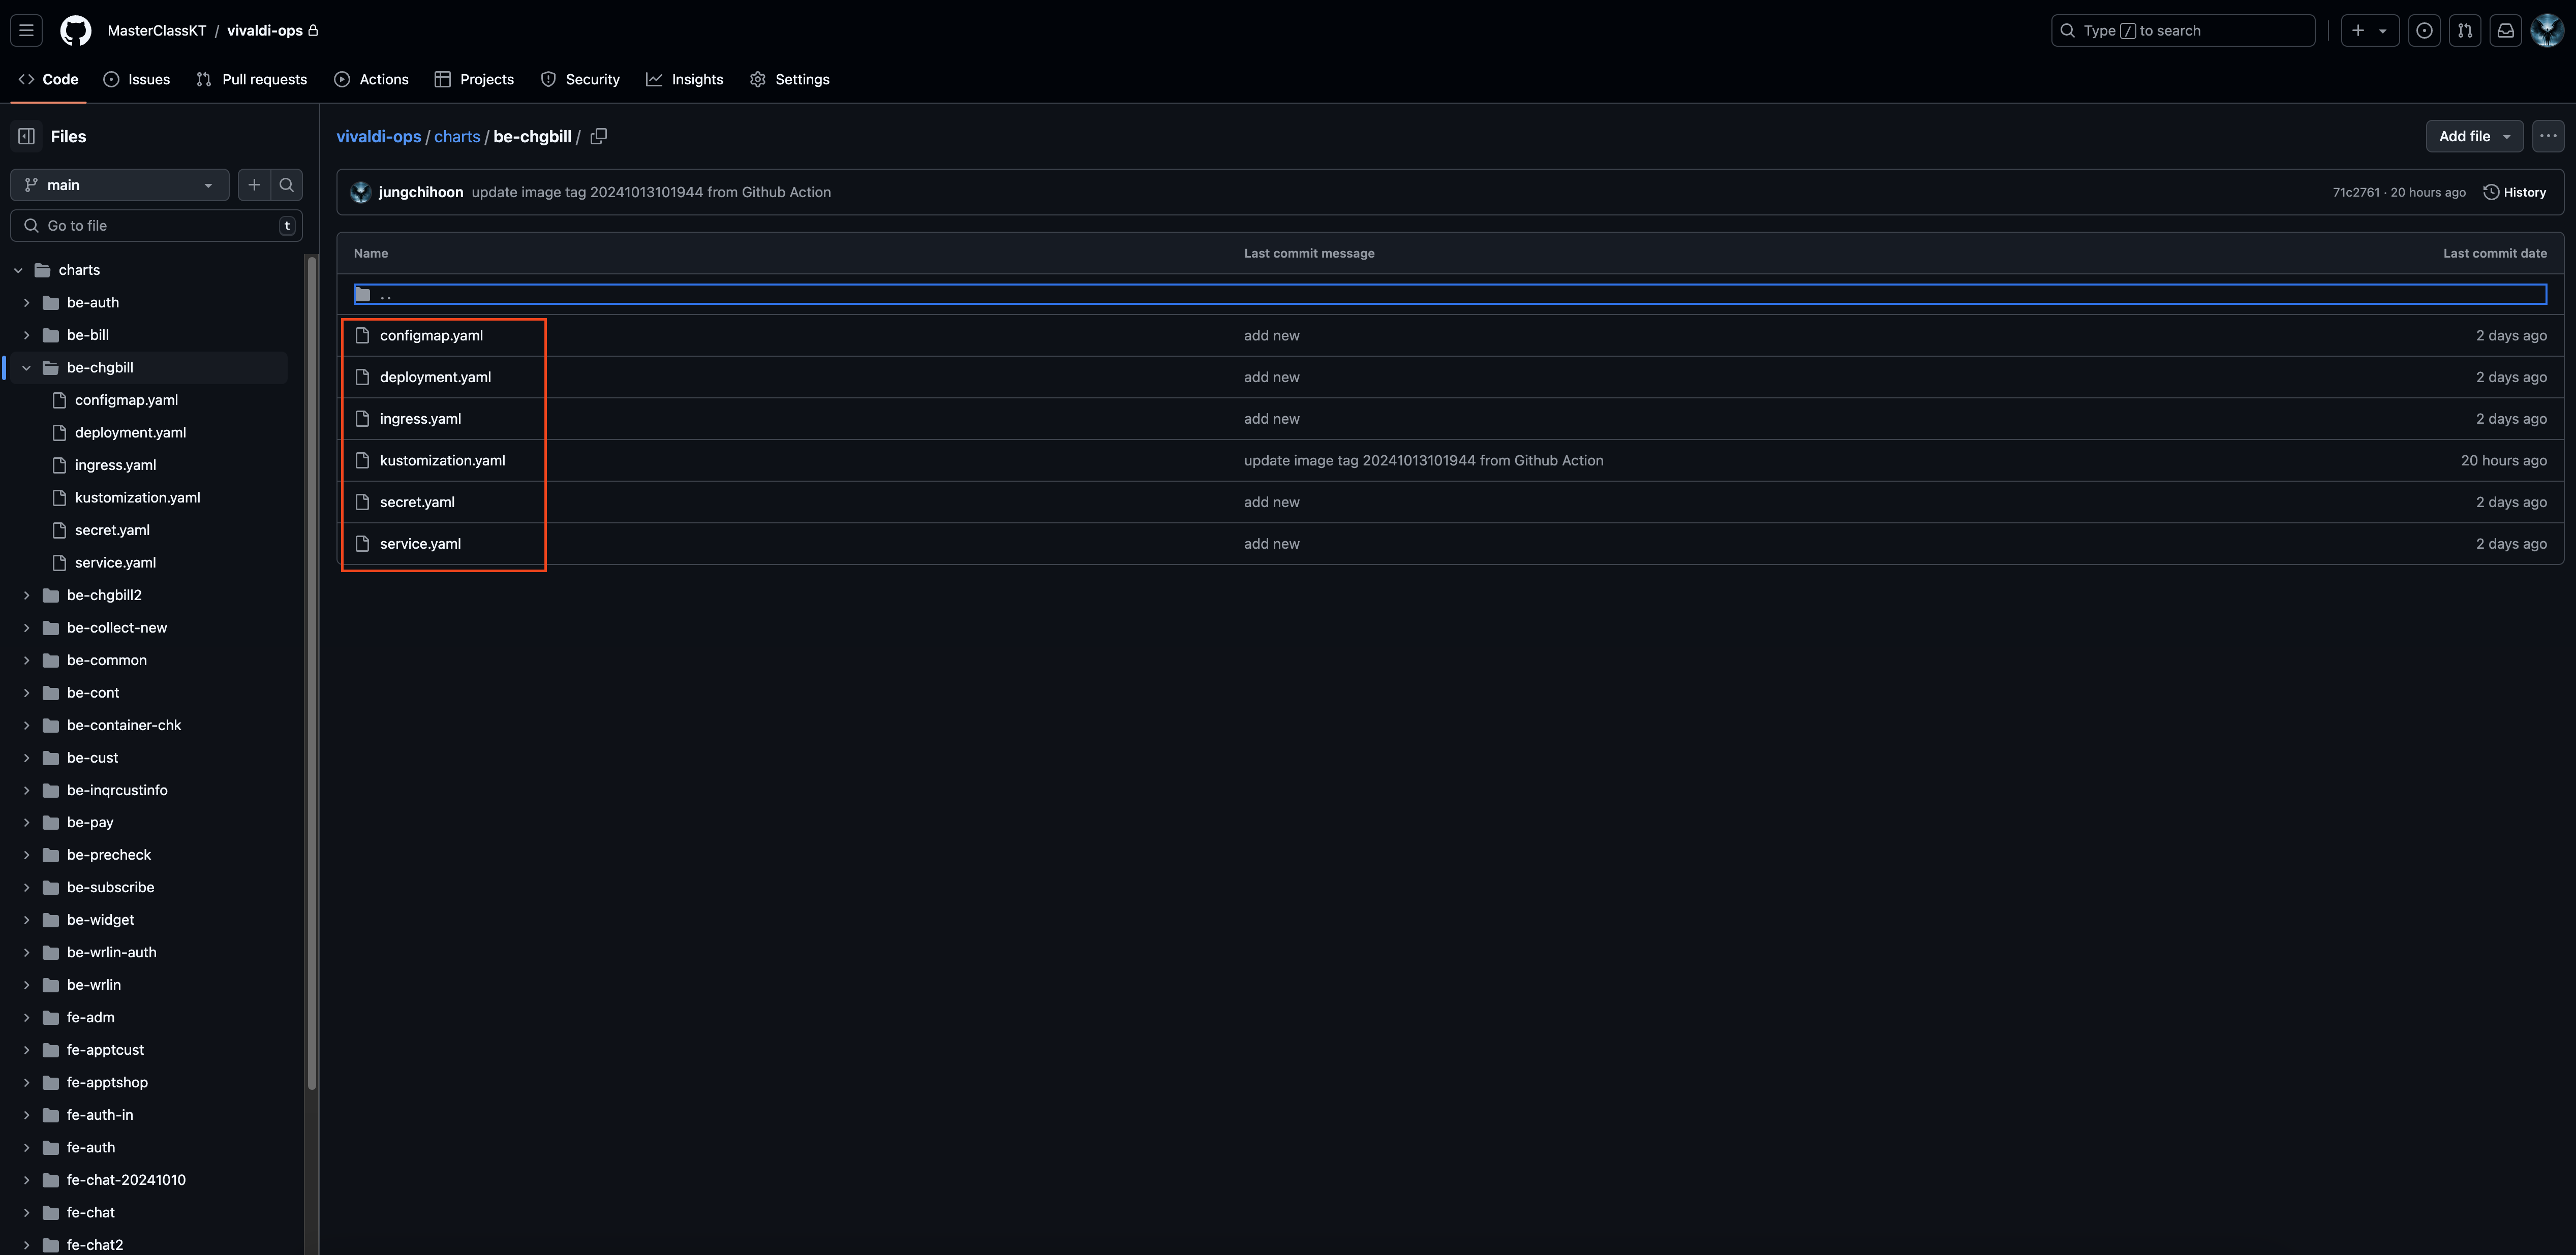 MasterClassKT / vivaldi-ops
Type / to search
Code Issues Pull requests Actions Projects Security Insights Settings
Files
main
Go to file t
charts
be-auth
be-bill
be-chgbill
configmap.yaml
deployment.yaml
ingress.yaml
kustomization.yaml
secret.yaml
service.yaml
be-chgbill2
be-collect-new
be-common
be-cont
be-container-chk
be-cust
be-inqrcustinfo
be-pay
be-precheck
be-subscribe
be-widget
be-wrlin-auth
be-wrlin
fe-adm
fe-apptcust
fe-apptshop
fe-auth-in
fe-auth
fe-chat-20241010
fe-chat
fe-chat2
vivaldi-ops / charts / be-chgbill /
Add file
jungchihoon update image tag 20241013101944 from Github Action 71c2761 · 20 hours ago History
Name Last commit message Last commit date
..
configmap.yaml add new 2 days ago
deployment.yaml add new 2 days ago
ingress.yaml add new 2 days ago
kustomization.yaml update image tag 20241013101944 from Github Action 20 hours ago
secret.yaml add new 2 days ago
service.yaml add new 2 days ago